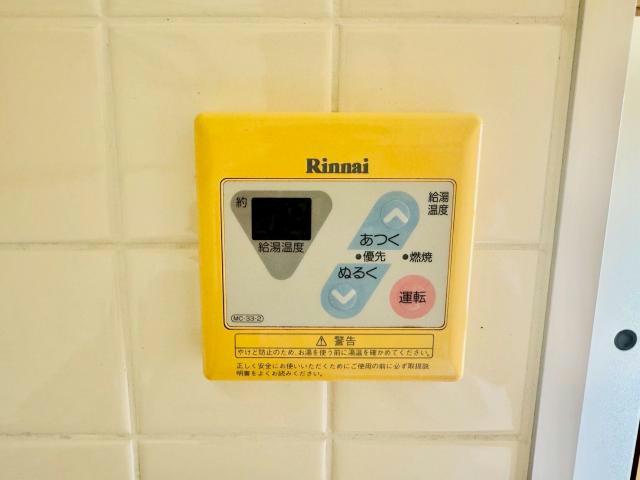 Rinnai
約
給湯温度
給湯
温度
あつく
優先
燃焼
ぬるく
運転
MC-33-2
⚠警告
やけど防止のため、お湯を使う前に湯温を確かめてください。
正しく安全にお使いいただくためにご使用の前に必ず取扱説
明書をよくお読みください。